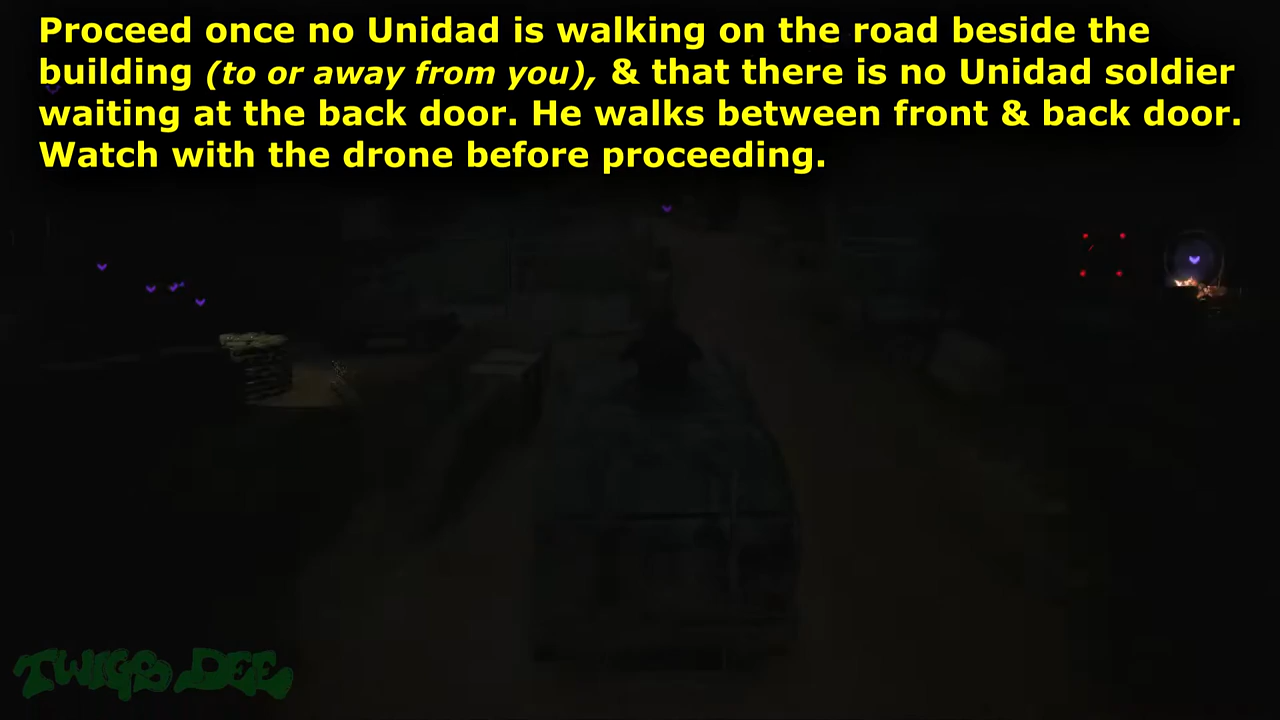 Proceed once no Unidad is walking on the road beside the
building (to or away from you), & that there is no Unidad soldier
waiting at the back door. He walks between front & back door.
Watch with the drone before proceeding.
TWIGB DEE